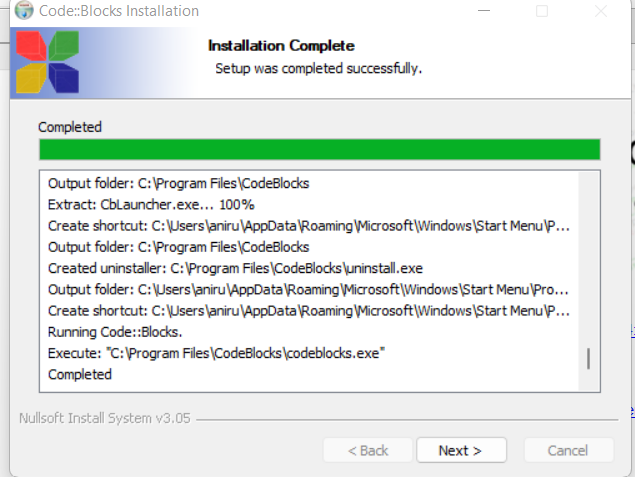 Code::Blocks Installation
Installation Complete
Setup was completed successfully.
Completed
Output folder: C:\Program Files\CodeBlocks
Extract: CbLauncher.exe... 100%
Create shortcut: C:\Users\aniru\AppData\Roaming\Microsoft\Windows\Start Menu\P...
Output folder: C:\Program Files\CodeBlocks
Created uninstaller: C:\Program Files\CodeBlocks\uninstall.exe
Output folder: C:\Users\aniru\AppData\Roaming\Microsoft\Windows\Start Menu\Pro...
Create shortcut: C:\Users\aniru\AppData\Roaming\Microsoft\Windows\Start Menu\P...
Running Code::Blocks.
Execute: "C:\Program Files\CodeBlocks\codeblocks.exe"
Completed
Nullsoft Install System v3.05
< Back Next > Cancel